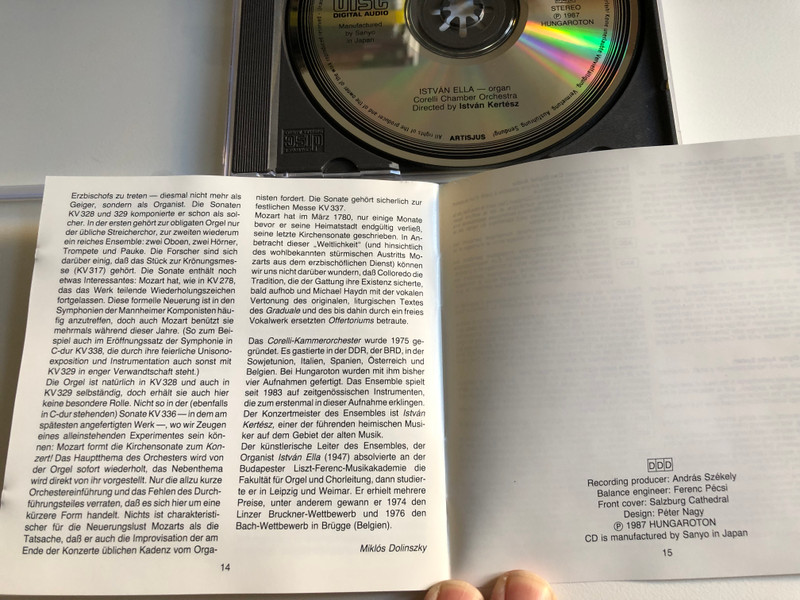 DISC
DIGITAL AUDIO
Manufactured
by Sanyo
in Japan
STEREO
Ⓟ 1987
HUNGAROTON
ISTVÁN ELLA — organ
Corelli Chamber Orchestra
Directed by István Kertész
ARTISJUS
Erzbischofs zu treten — diesmal nicht mehr als
Geiger, sondern als Organist. Die Sonaten
KV 328 und 329 komponierte er schon als sol-
cher. In der ersten gehört zur obligaten Orgel nur
der übliche Streicherchor, zur zweiten wiederum
ein reiches Ensemble: zwei Oboen, zwei Hörner,
Trompete und Pauke. Die Forscher sind sich
darüber einig, daß das Stück zur Krönungsmes-
se (KV 317) gehört. Die Sonate enthält noch
etwas Interessantes: Mozart hat, wie in KV 278,
das das Werk teilende Wiederholungszeichen
fortgelassen. Diese formelle Neuerung ist in den
Symphonien der Mannheimer Komponisten häu-
fig anzutreffen, doch auch Mozart benützt sie
mehrmals während dieser Jahre. (So zum Bei-
spiel auch im Eröffnungssatz der Symphonie in
C-dur KV 338, die durch ihre feierliche Unisono-
exposition und Instrumentation auch sonst mit
KV 329 in enger Verwandtschaft steht.)
Die Orgel ist natürlich in KV 328 und auch in
KV 329 selbständig, doch erhält sie auch hier
keine besondere Rolle. Nicht so in der (ebenfalls
in C-dur stehenden) Sonate KV 336 — in dem am
spätesten angefertigten Werk —, wo wir Zeugen
eines alleinstehenden Experimentes sein kön-
nen: Mozart formt die Kirchensonate zum Kon-
zert! Das Hauptthema des Orchesters wird von
der Orgel sofort wiederholt, das Nebenthema
wird direkt von ihr vorgestellt. Nur die allzu kurze
Orchestereinführung und das Fehlen des Durch-
führungsteiles verraten, daß es sich hier um eine
kürzere Form handelt. Nichts ist charakteristi-
scher für die Neuerungslust Mozarts als die
Tatsache, daß er auch die Improvisation der am
Ende der Konzerte üblichen Kadenz vom Orga-
nisten fordert. Die Sonate gehört sicherlich zur
festlichen Messe KV 337.
Mozart hat im März 1780, nur einige Monate
bevor er seine Heimatstadt endgültig verließ,
seine letzte Kirchensonate geschrieben. In An-
betracht dieser „Weltlichkeit" (und hinsichtlich
des wohlbekannten stürmischen Austritts Mo-
zarts aus dem erzbischöflichen Dienst) können
wir uns nicht darüber wundern, daß Colloredo die
Tradition, die der Gattung ihre Existenz sicherte,
bald aufhob und Michael Haydn mit der vokalen
Vertonung des originalen, liturgischen Textes
des Graduale und des bis dahin durch ein freies
Vokalwerk ersetzten Offertoriums betraute.
Das Corelli-Kammerorchester wurde 1975 ge-
gründet. Es gastierte in der DDR, der BRD, in der
Sowjetunion, Italien, Spanien, Österreich und
Belgien. Bei Hungaroton wurden mit ihm bisher
vier Aufnahmen gefertigt. Das Ensemble spielt
seit 1983 auf zeitgenössischen Instrumenten,
die zum erstenmal in dieser Aufnahme erklingen.
Der Konzertmeister des Ensembles ist István
Kertész, einer der führenden heimischen Musi-
ker auf dem Gebiet der alten Musik.
Der künstlerische Leiter des Ensembles, der
Organist István Ella (1947) absolvierte an der
Budapester Liszt-Ferenc-Musikakademie die
Fakultät für Orgel und Chorleitung, dann studier-
te er in Leipzig und Weimar. Er erhielt mehrere
Preise, unter anderem gewann er 1974 den
Linzer Bruckner-Wettbewerb und 1976 den
Bach-Wettbewerb in Brügge (Belgien).
Miklós Dolinszky
14
DDD
Recording producer: András Székely
Balance engineer: Ferenc Pécsi
Front cover: Salzburg Cathedral
Design: Péter Nagy
Ⓟ 1987 HUNGAROTON
CD is manufactured by Sanyo in Japan
15